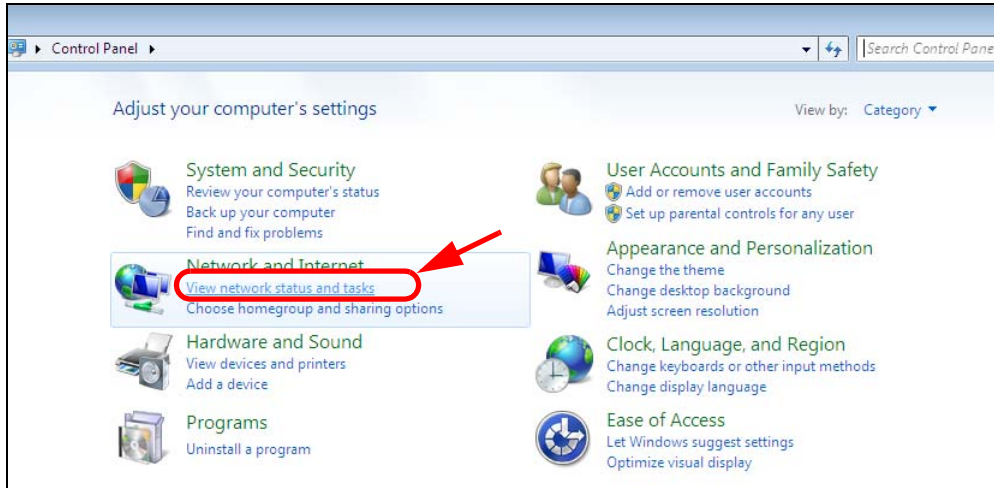 Control Panel
Search Control Pane
Adjust your computer's settings
View by: Category
System and Security
Review your computer's status
Back up your computer
Find and fix problems
Network and Internet
View network status and tasks
Choose homegroup and sharing options
Hardware and Sound
View devices and printers
Add a device
Programs
Uninstall a program
User Accounts and Family Safety
Add or remove user accounts
Set up parental controls for any user
Appearance and Personalization
Change the theme
Change desktop background
Adjust screen resolution
Clock, Language, and Region
Change keyboards or other input methods
Change display language
Ease of Access
Let Windows suggest settings
Optimize visual display